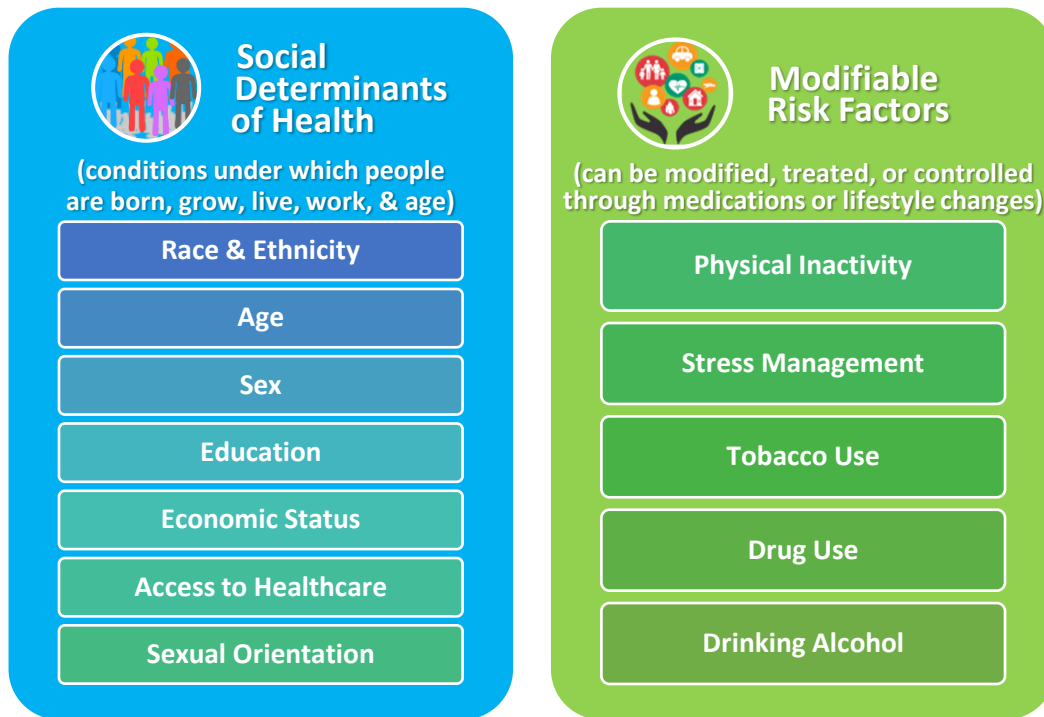 Social
Determinants
of Health
(conditions under which people
are born, grow, live, work, & age)
Race & Ethnicity
Age
Sex
Education
Economic Status
Access to Healthcare
Sexual Orientation
Modifiable
Risk Factors
(can be modified, treated, or controlled
through medications or lifestyle changes)
Physical Inactivity
Stress Management
Tobacco Use
Drug Use
Drinking Alcohol